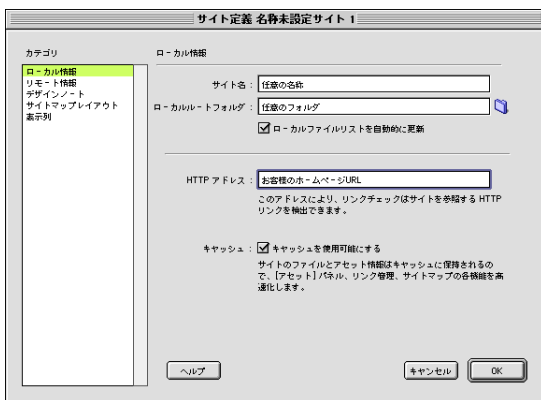 サイト定義 名称未設定サイト 1
カテゴリ
ローカル情報
リモート情報
デザインノート
サイトマップレイアウト
表示列
ローカル情報
サイト名 : 任意の名称
ローカルルートフォルダ : 任意のフォルダ
ローカルファイルリストを自動的に更新
HTTP アドレス : お客様のホームページURL
このアドレスにより、リンクチェックはサイトを参照する HTTP
リンクを検出できます。
キャッシュ : キャッシュを使用可能にする
サイトのファイルとアセット情報はキャッシュに保持されるの
で、[アセット] パネル、リンク管理、サイトマップの各機能を高
速化します。
ヘルプ
キャンセル
OK